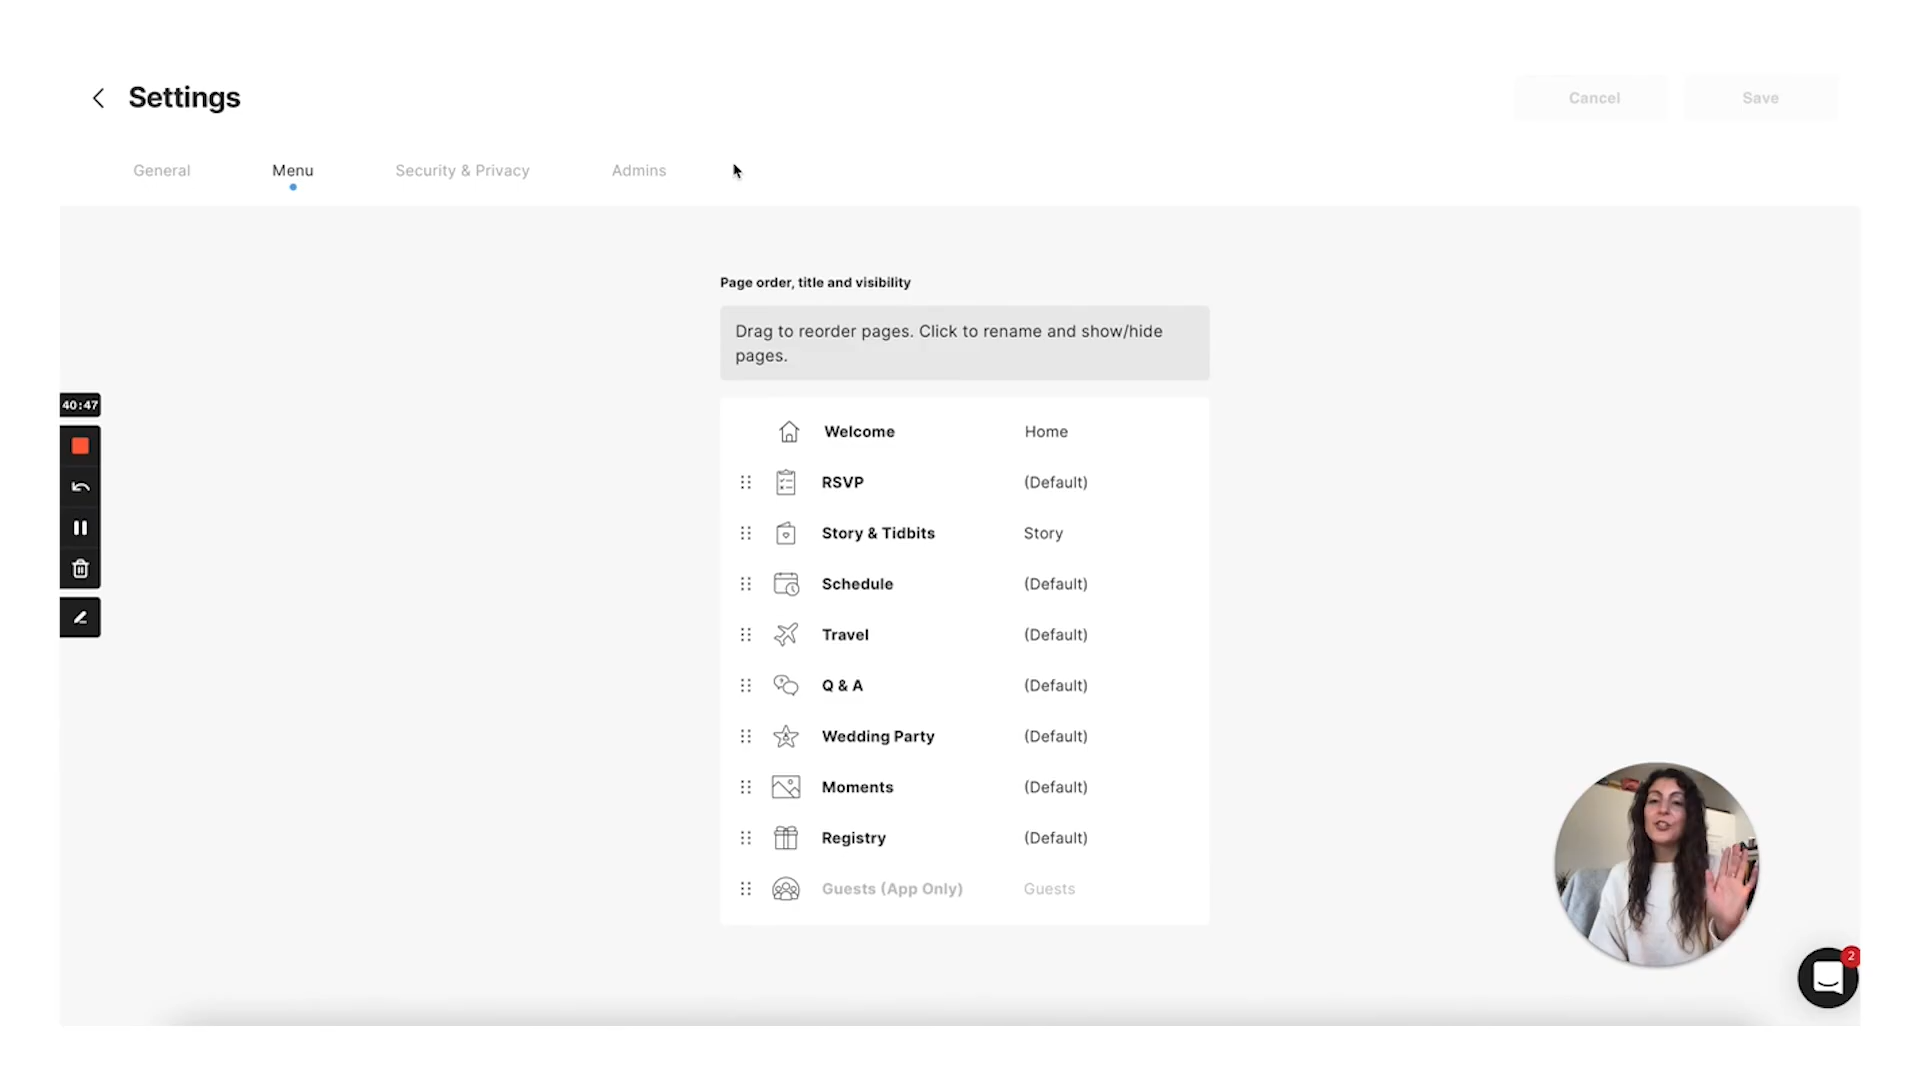 Settings
Cancel
Save
General
Menu
Security & Privacy
Admins
Page order, title and visibility
Drag to reorder pages. Click to rename and show/hide
pages.
40:47
Welcome Home
RSVP (Default)
Story & Tidbits Story
Schedule (Default)
Travel (Default)
Q & A (Default)
Wedding Party (Default)
Moments (Default)
Registry (Default)
Guests (App Only) Guests
2